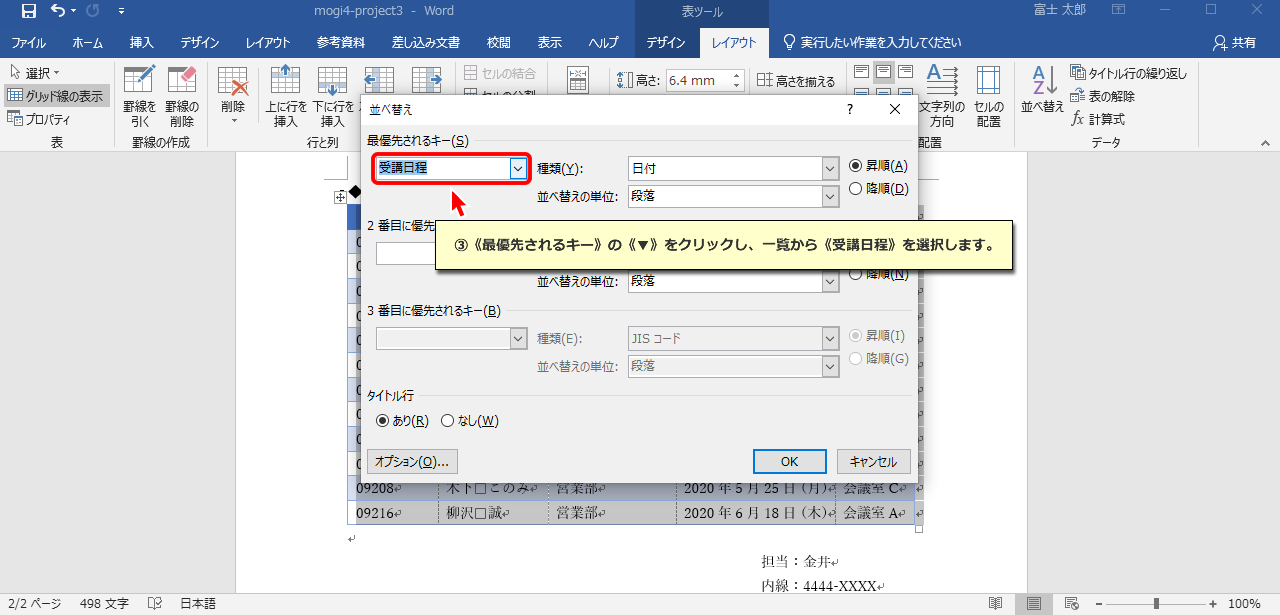 mogi4-project3 - Word
表ツール
富士 太郎
ファイル ホーム 挿入 デザイン レイアウト 参考資料 差し込み文書 校閲 表示 ヘルプ デザイン レイアウト 実行したい作業を入力してください 共有
選択
グリッド線の表示
プロパティ
表
罫線を引く
罫線の削除
罫線の作成
削除
上に行を挿入
下に行を挿入
行と列
セルの結合
高さ: 6.4 mm
高さを揃える
文字列の方向
セルの配置
配置
並べ替え
タイトル行の繰り返し
表の解除
fx 計算式
データ
並べ替え ?
最優先されるキー(S)
受講日程 種類(Y): 日付 昇順(A)
並べ替えの単位: 段落 降順(D)
2 番目に優先
③《最優先されるキー》の《▼》をクリックし、一覧から《受講日程》を選択します。
並べ替えの単位: 段落 降順(N)
3 番目に優先されるキー(B)
種類(E): JIS コード 昇順(I)
並べ替えの単位: 段落 降順(G)
タイトル行
あり(R) なし(W)
オプション(O)... OK キャンセル
09208 木下□このみ 営業部 2020 年 5 月 25 日（月） 会議室 C
09216 柳沢□誠 営業部 2020 年 6 月 18 日（木） 会議室 A
担当：金井
内線：4444-XXXX
2/2 ページ 498 文字 日本語 100%